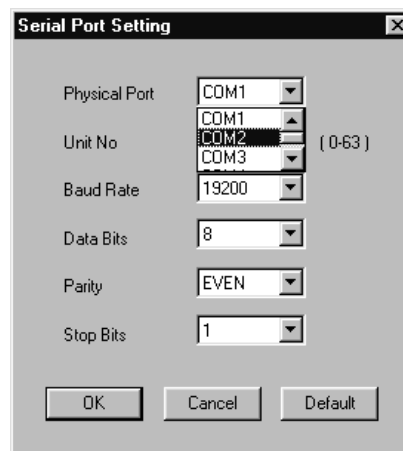 Serial Port Setting
Physical Port COM1
COM1
Unit No COM2 ( 0-63 )
COM3
Baud Rate 19200
Data Bits 8
Parity EVEN
Stop Bits 1
OK Cancel Default